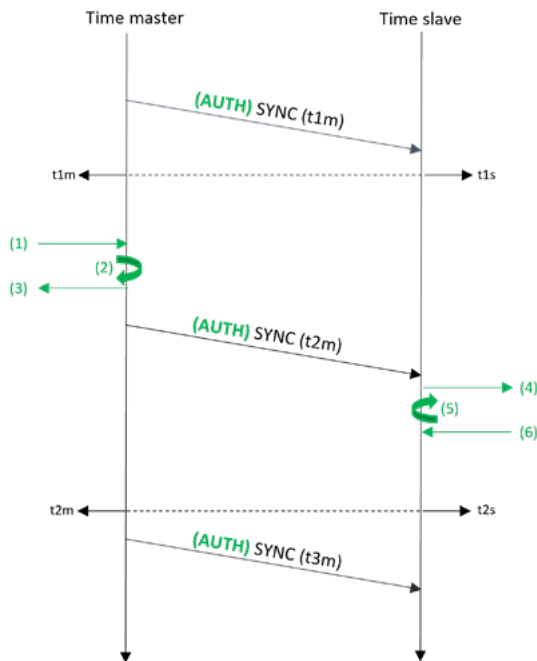 Time master Time slave
(AUTH) SYNC (t1m)
t1m t1s
(1)
(2)
(3)
(AUTH) SYNC (t2m)
(4)
(5)
(6)
t2m t2s
(AUTH) SYNC (t3m)